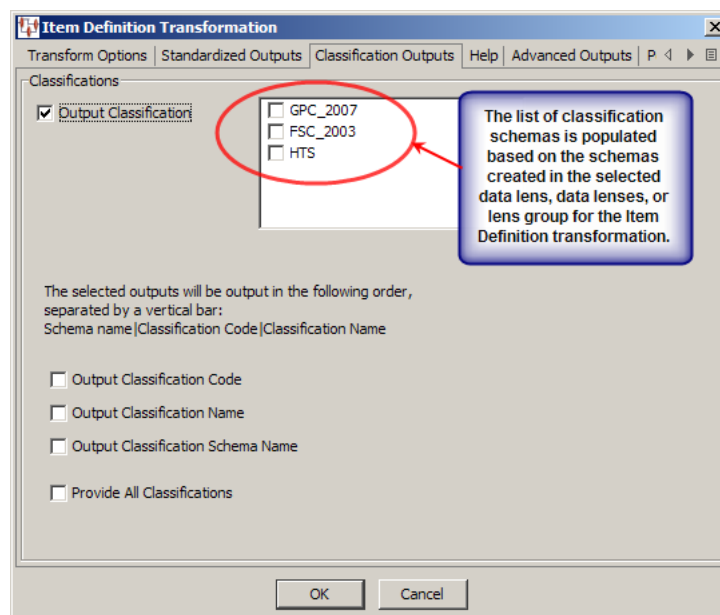 Item Definition Transformation
Transform Options Standardized Outputs Classification Outputs Help Advanced Outputs P
Classifications
Output Classification
GPC_2007
FSC_2003
HTS
The list of classification
schemas is populated
based on the schemas
created in the selected
data lens, data lenses, or
lens group for the Item
Definition transformation.
The selected outputs will be output in the following order,
separated by a vertical bar:
Schema name|Classification Code|Classification Name
Output Classification Code
Output Classification Name
Output Classification Schema Name
Provide All Classifications
OK Cancel